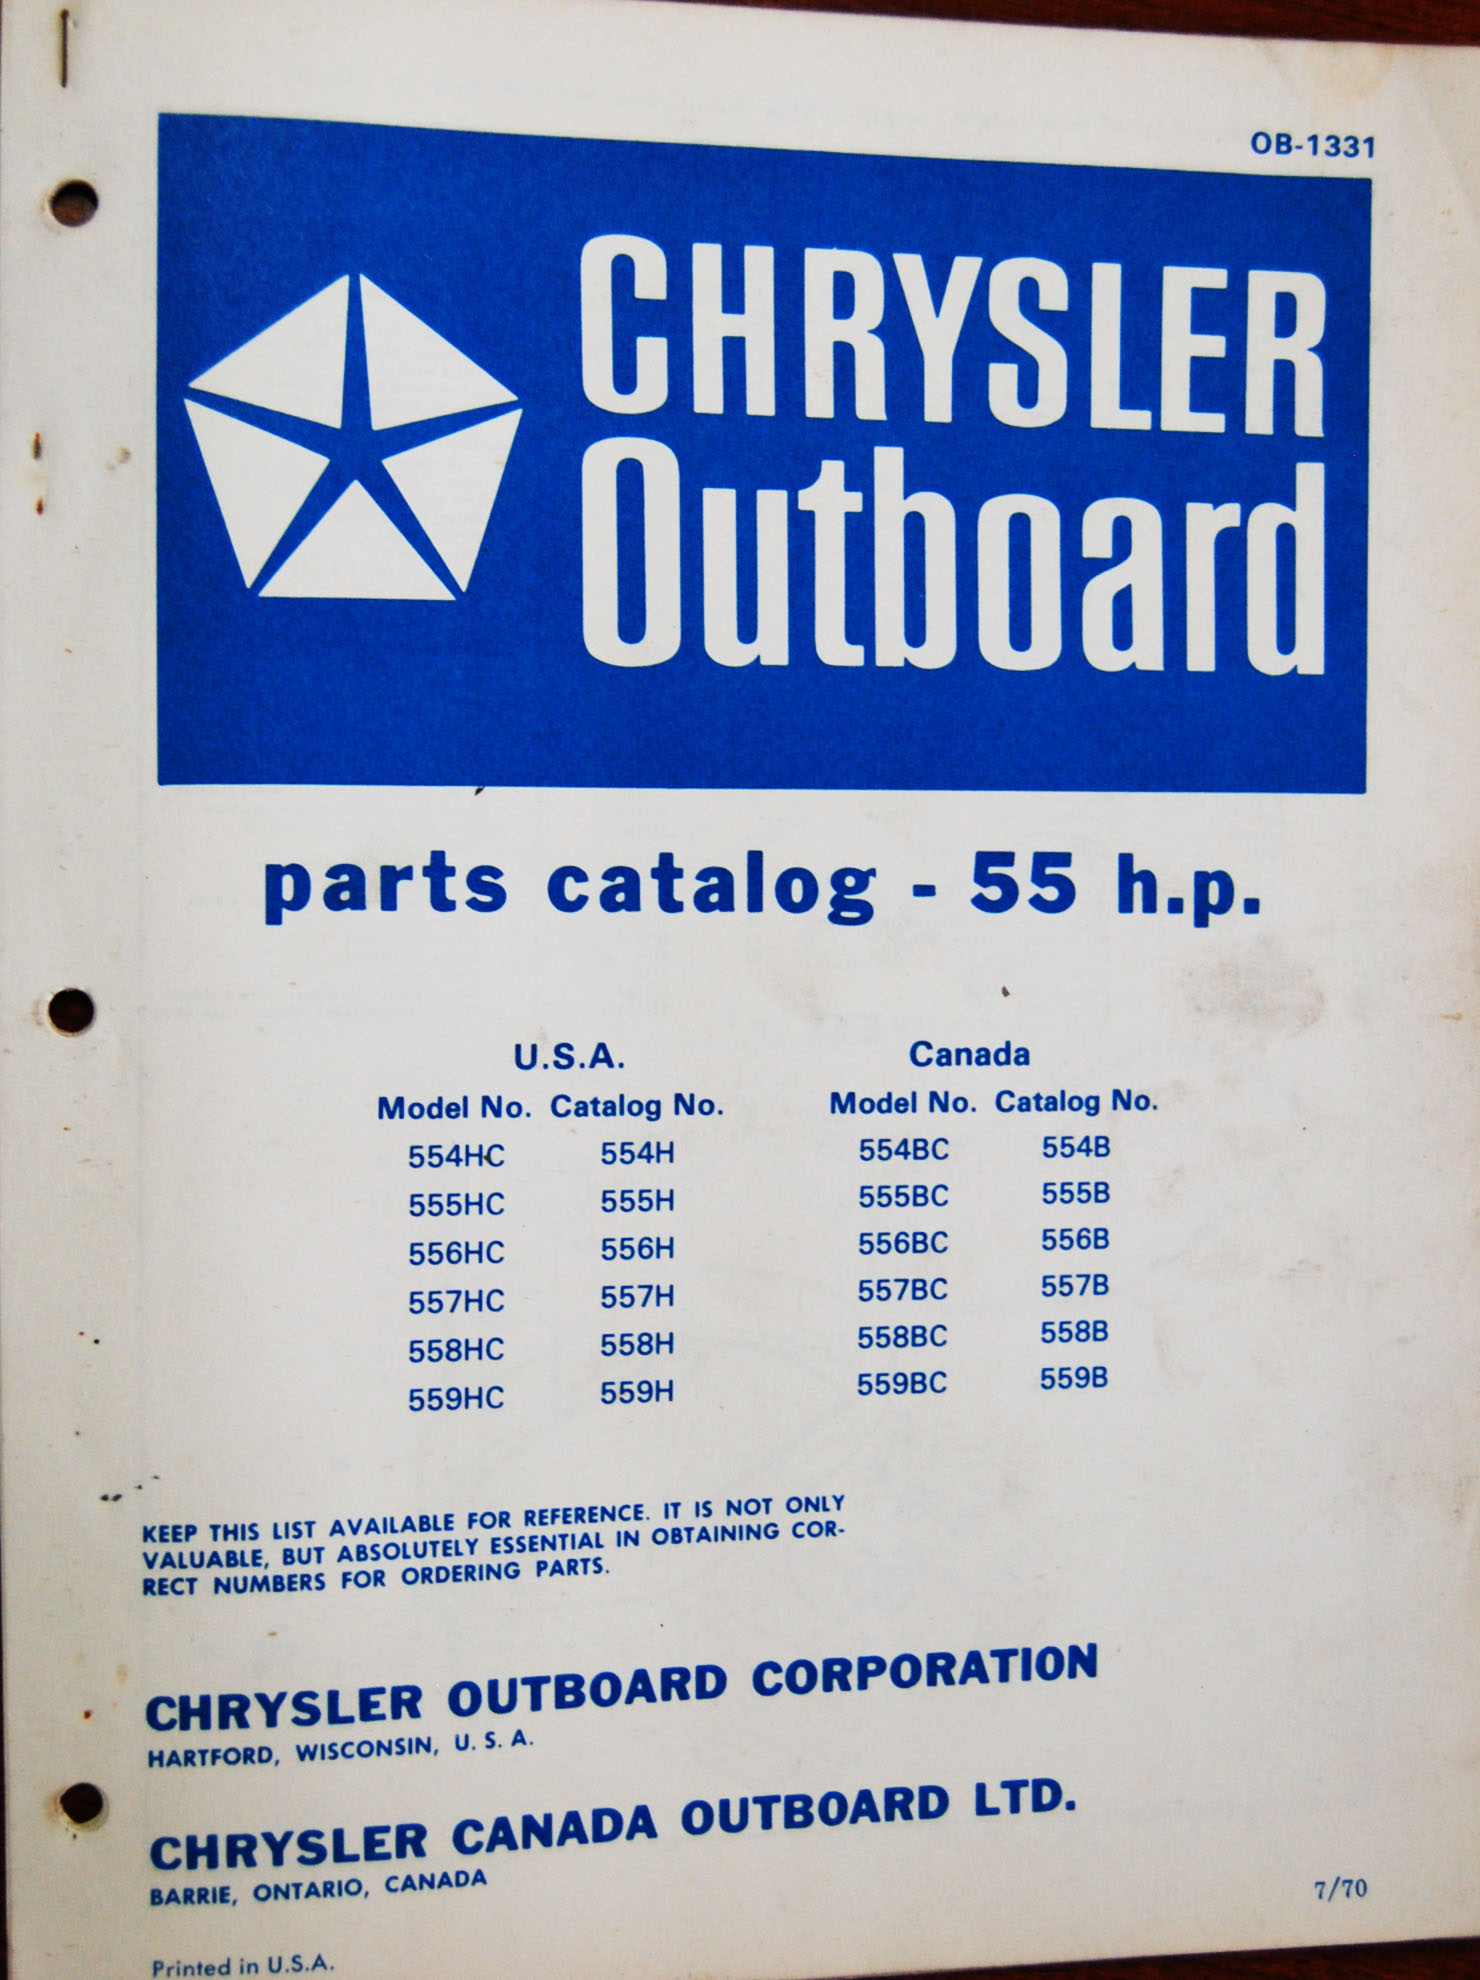 OB-1331
CHRYSLER
Outboard
parts catalog - 55 h.p.
U.S.A. Canada
Model No. Catalog No. Model No. Catalog No.
554HC 554H 554BC 554B
555HC 555H 555BC 555B
556HC 556H 556BC 556B
557HC 557H 557BC 557B
558HC 558H 558BC 558B
559HC 559H 559BC 559B
KEEP THIS LIST AVAILABLE FOR REFERENCE. IT IS NOT ONLY
VALUABLE, BUT ABSOLUTELY ESSENTIAL IN OBTAINING COR-
RECT NUMBERS FOR ORDERING PARTS.
CHRYSLER OUTBOARD CORPORATION
HARTFORD, WISCONSIN, U. S. A.
CHRYSLER CANADA OUTBOARD LTD.
BARRIE, ONTARIO, CANADA
7/70
Printed in U.S.A.